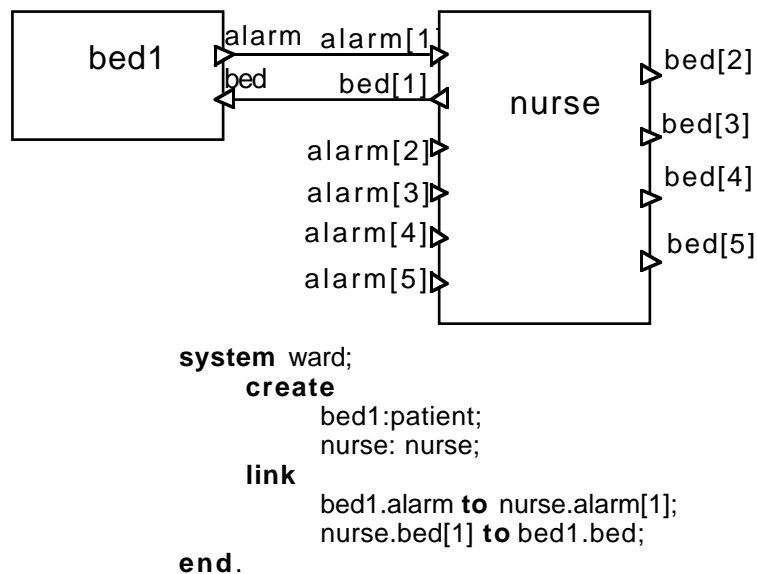 bed1
alarm alarm[1]
bed bed[1]
nurse
alarm[2]
alarm[3]
alarm[4]
alarm[5]
bed[2]
bed[3]
bed[4]
bed[5]
system ward;
create
bed1:patient;
nurse: nurse;
link
bed1.alarm to nurse.alarm[1];
nurse.bed[1] to bed1.bed;
end.